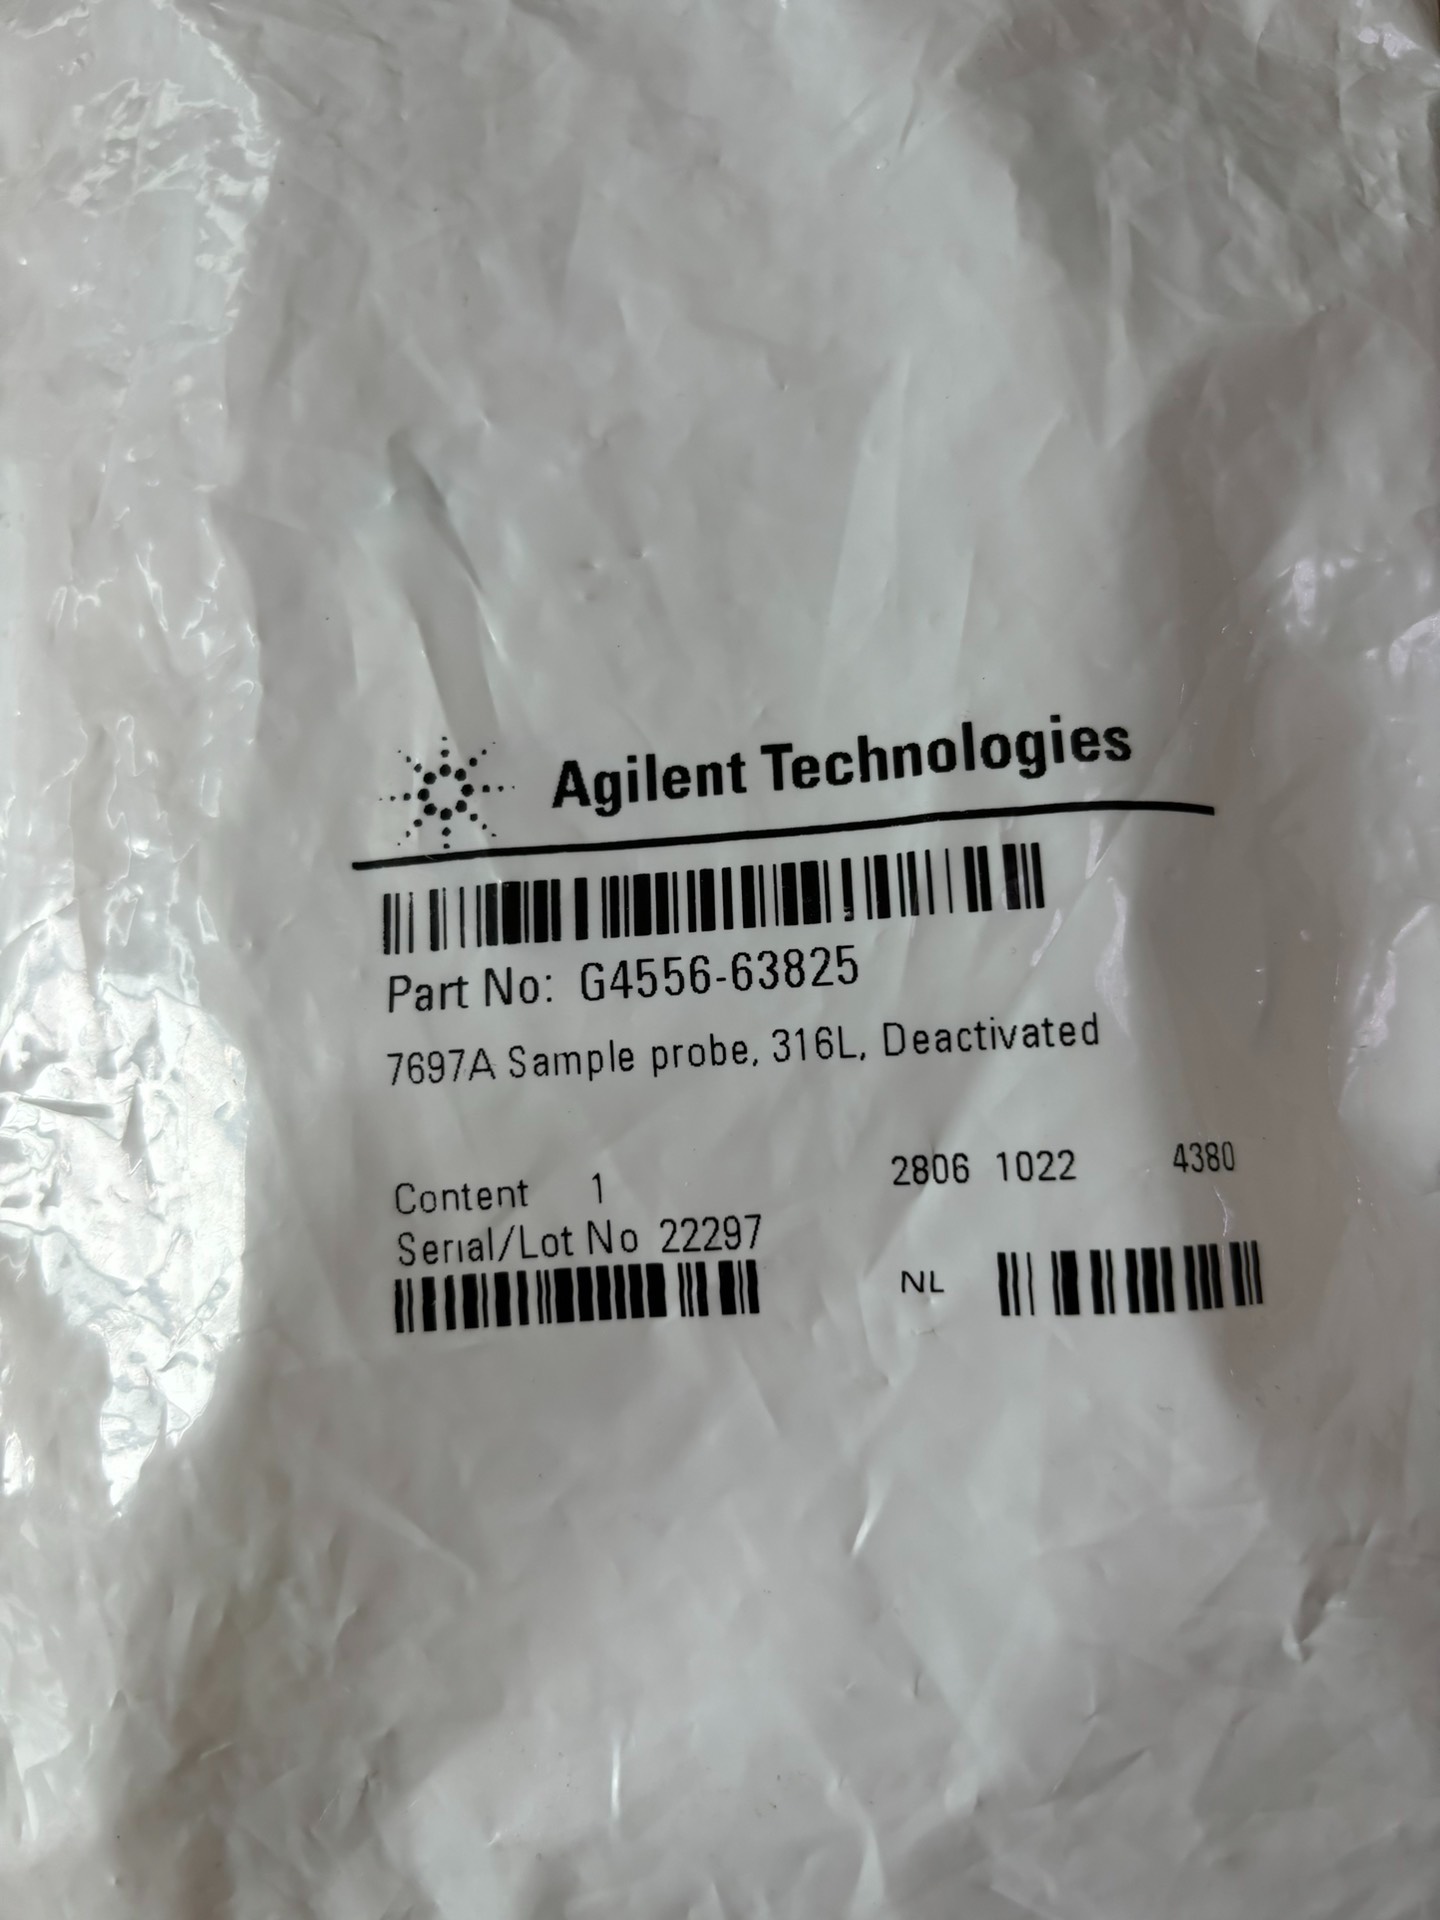 Agilent Technologies
Part No: G4556-63825
7697A Sample probe, 316L, Deactivated
Content 1 2806 1022 4380
Serial/Lot No 22297
NL